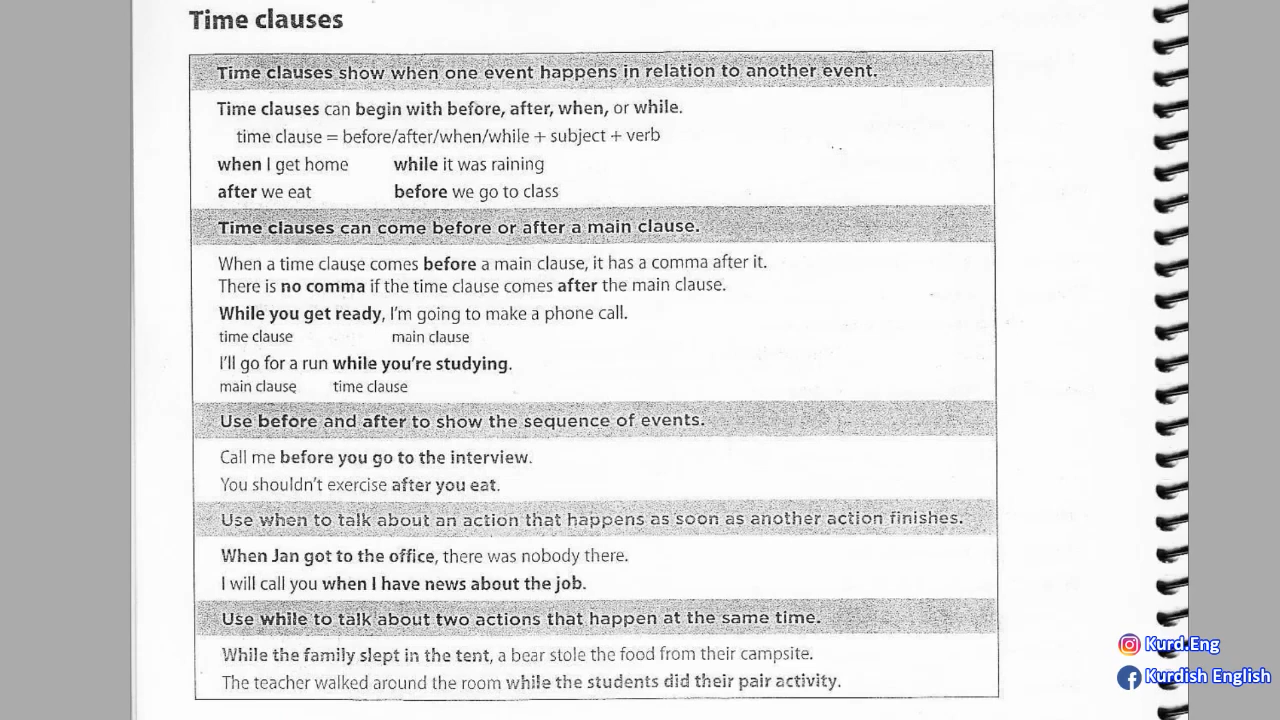 Time clauses
Time clauses show when one event happens in relation to another event.
Time clauses can begin with before, after, when, or while.
time clause = before/after/when/while + subject + verb
when I get home while it was raining
after we eat before we go to class
Time clauses can come before or after a main clause.
When a time clause comes before a main clause, it has a comma after it.
There is no comma if the time clause comes after the main clause.
While you get ready, I'm going to make a phone call.
time clause main clause
I'll go for a run while you're studying.
main clause time clause
Use before and after to show the sequence of events.
Call me before you go to the interview.
You shouldn't exercise after you eat.
Use when to talk about an action that happens as soon as another action finishes.
When Jan got to the office, there was nobody there.
I will call you when I have news about the job.
Use while to talk about two actions that happen at the same time.
While the family slept in , a bear stole the food from their campsite.
The teacher walked around the room while the students did their pair activity.
Kurd.Eng
Kurdish English